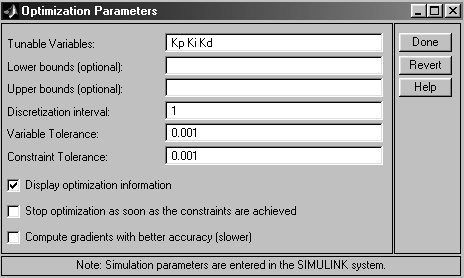 Optimization Parameters
Tunable Variables: Kp Ki Kd
Done
Lower bounds (optional):
Revert
Upper bounds (optional):
Help
Discretization interval: 1
Variable Tolerance: 0.001
Constraint Tolerance: 0.001
Display optimization information
Stop optimization as soon as the constraints are achieved
Compute gradients with better accuracy (slower)
Note: Simulation parameters are entered in the SIMULINK system.